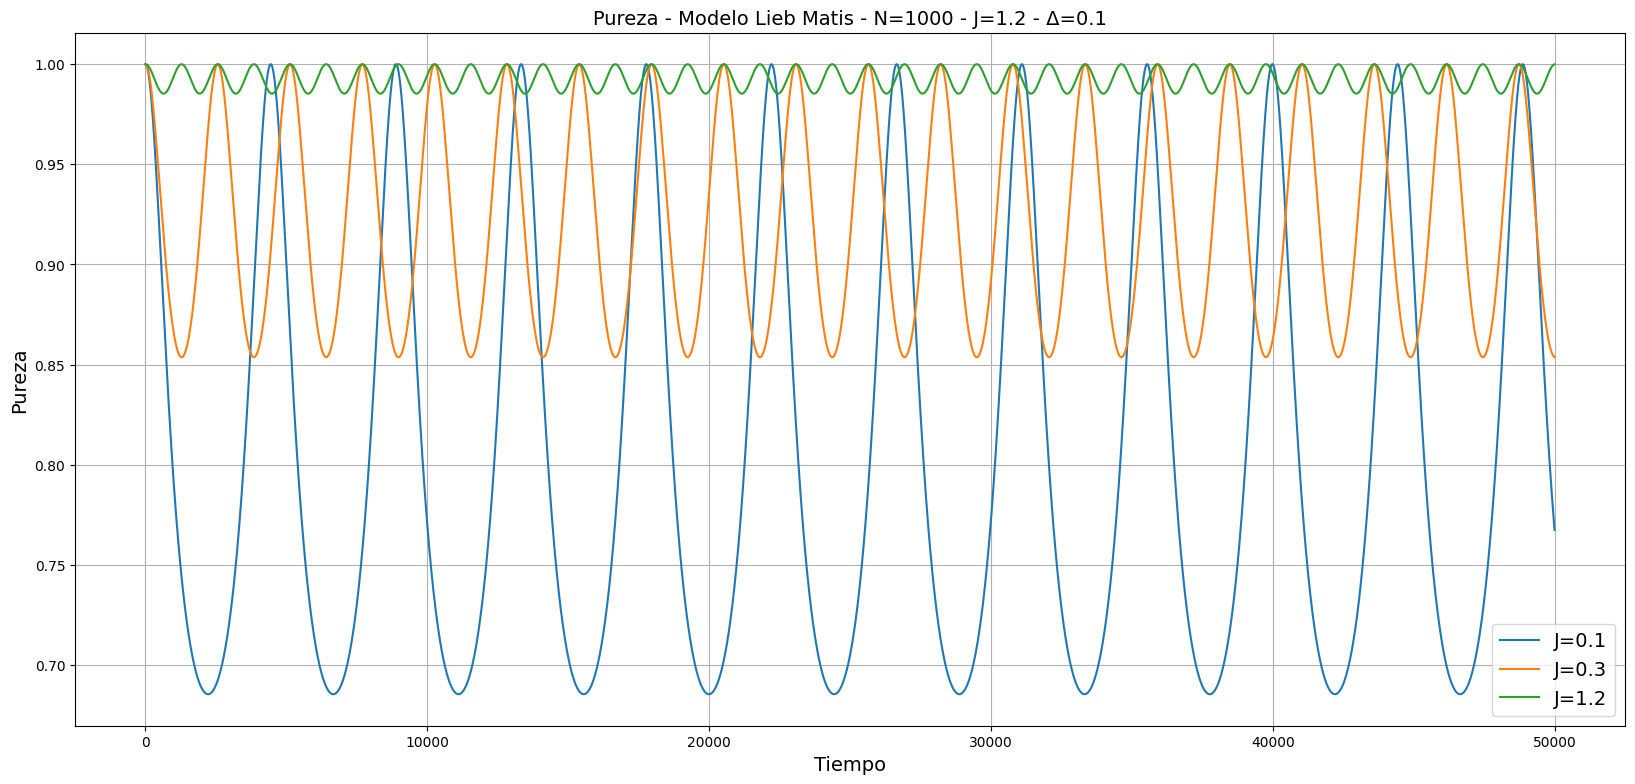 Pureza - Modelo Lieb Matis - N=1000 - J=1.2 - Δ=0.1
Pureza
1.00
0.95
0.90
0.85
0.80
0.75
0.70
J=0.1
J=0.3
J=1.2
0
10000
20000
30000
40000
50000
Tiempo